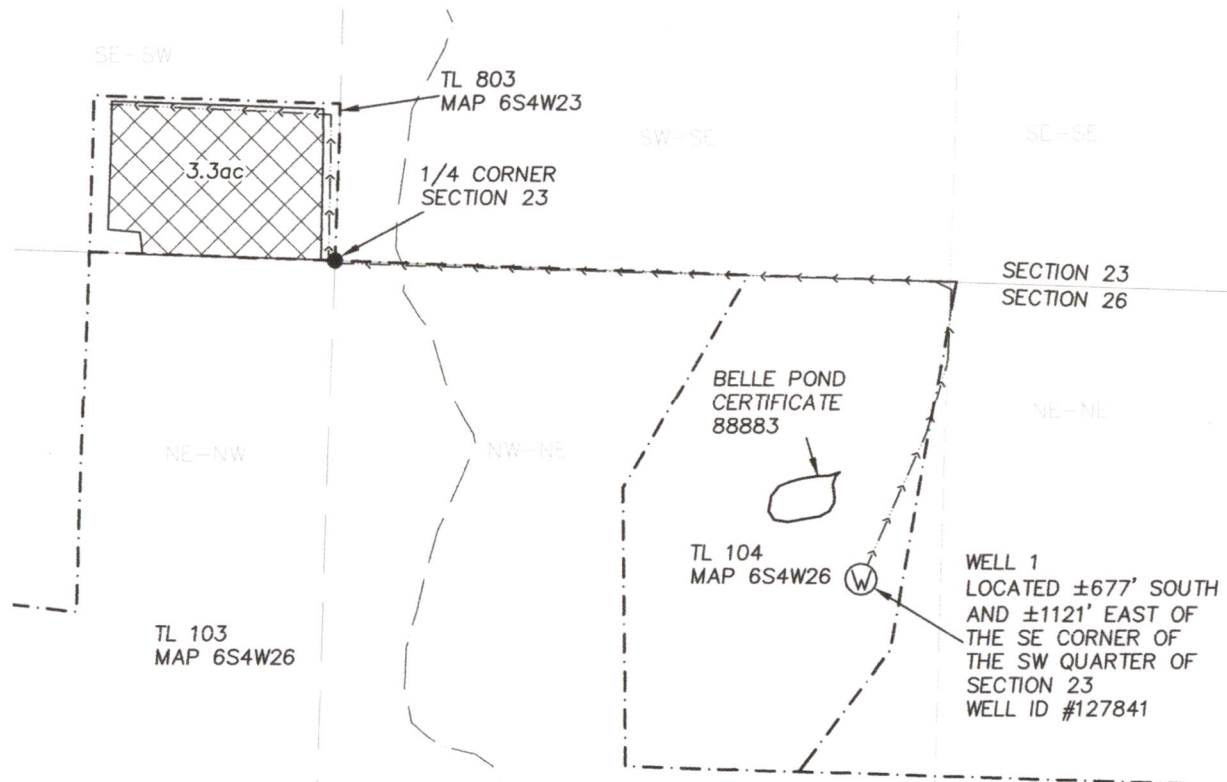 SE-SW
TL 803
MAP 6S4W23
SW-SE
SE-SE
3.3ac
1/4 CORNER
SECTION 23
SECTION 23
SECTION 26
BELLE POND
CERTIFICATE
88883
NE-NE
NE-NW
NW-NE
TL 104
MAP 6S4W26
W
WELL 1
LOCATED ±677' SOUTH
AND ±1121' EAST OF
THE SE CORNER OF
THE SW QUARTER OF
SECTION 23
WELL ID #127841
TL 103
MAP 6S4W26